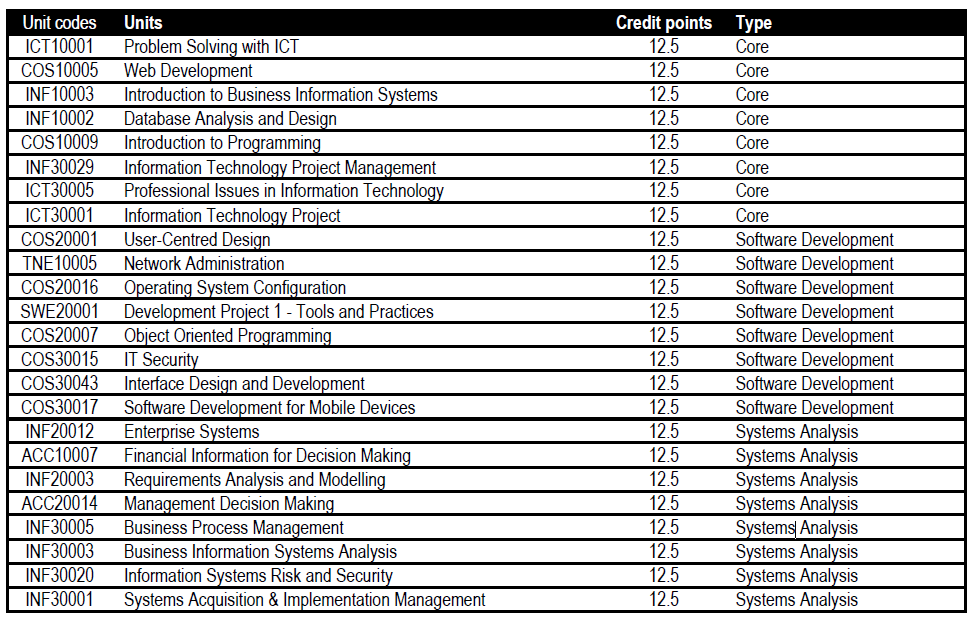 Unit codes Units Credit points Type
ICT10001 Problem Solving with ICT 12.5 Core
COS10005 Web Development 12.5 Core
INF10003 Introduction to Business Information Systems 12.5 Core
INF10002 Database Analysis and Design 12.5 Core
COS10009 Introduction to Programming 12.5 Core
INF30029 Information Technology Project Management 12.5 Core
ICT30005 Professional Issues in Information Technology 12.5 Core
ICT30001 Information Technology Project 12.5 Core
COS20001 User-Centred Design 12.5 Software Development
TNE10005 Network Administration 12.5 Software Development
COS20016 Operating System Configuration 12.5 Software Development
SWE20001 Development Project 1 - Tools and Practices 12.5 Software Development
COS20007 Object Oriented Programming 12.5 Software Development
COS30015 IT Security 12.5 Software Development
COS30043 Interface Design and Development 12.5 Software Development
COS30017 Software Development for Mobile Devices 12.5 Software Development
INF20012 Enterprise Systems 12.5 Systems Analysis
ACC10007 Financial Information for Decision Making 12.5 Systems Analysis
INF20003 Requirements Analysis and Modelling 12.5 Systems Analysis
ACC20014 Management Decision Making 12.5 Systems Analysis
INF30005 Business Process Management 12.5 Systems Analysis
INF30003 Business Information Systems Analysis 12.5 Systems Analysis
INF30020 Information Systems Risk and Security 12.5 Systems Analysis
INF30001 Systems Acquisition & Implementation Management 12.5 Systems Analysis